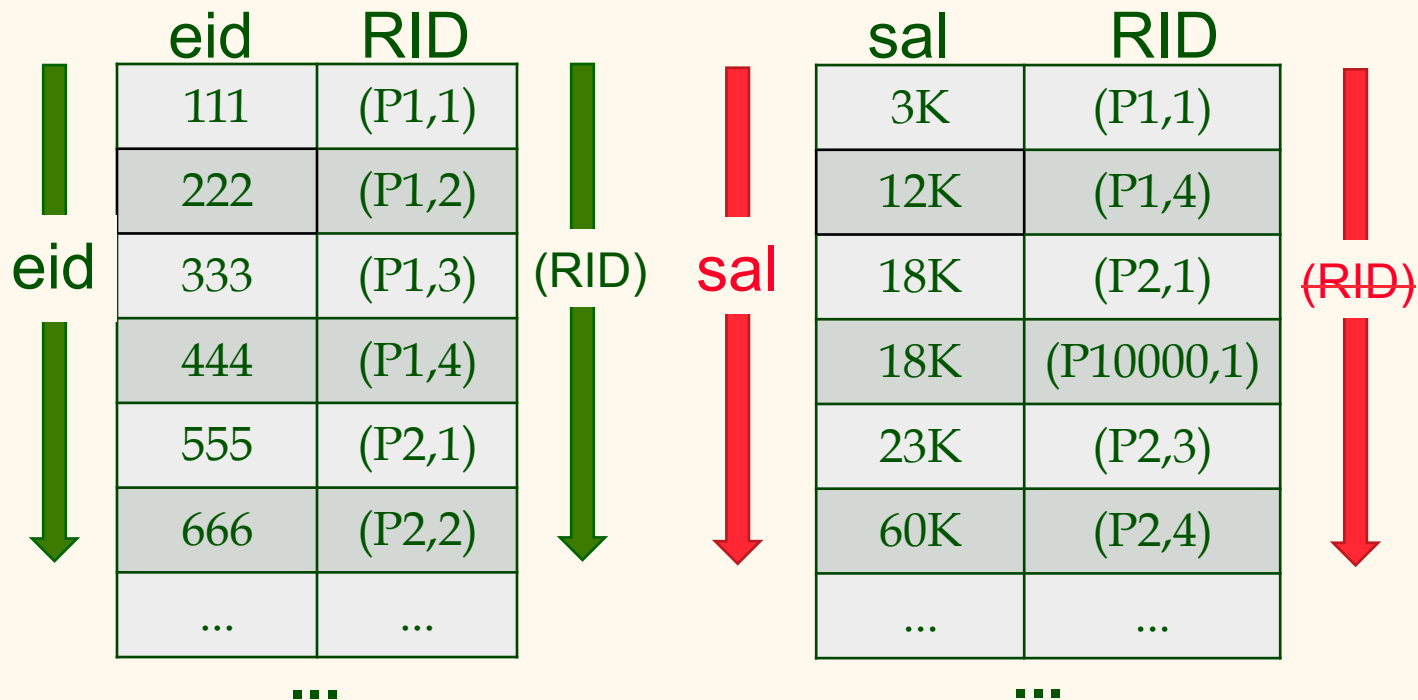 eid RID sal RID
111 (P1,1) 3K (P1,1)
222 (P1,2) 12K (P1,4)
eid 333 (P1,3) (RID) sal 18K (P2,1) (RID)
444 (P1,4) 18K (P10000,1)
555 (P2,1) 23K (P2,3)
666 (P2,2) 60K (P2,4)
... ... ... ...
... ...